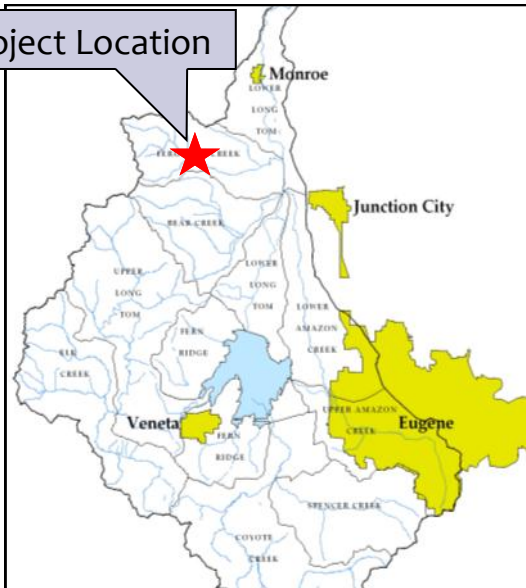 oject Location
Monroe
LOWER
LONG
TOM
CREEK
Junction City
BEAR CREEK
UPPER
LONG
TOM
LOWER
LONG
TOM
LOWER
AMAZON
CREEK
FERN
RIDGE
ELK
CREEK
Veneta
FERN
RIDGE
UPPER AMAZON
CREEK
Eugene
SPENCER CREEK
COYOTE
CREEK